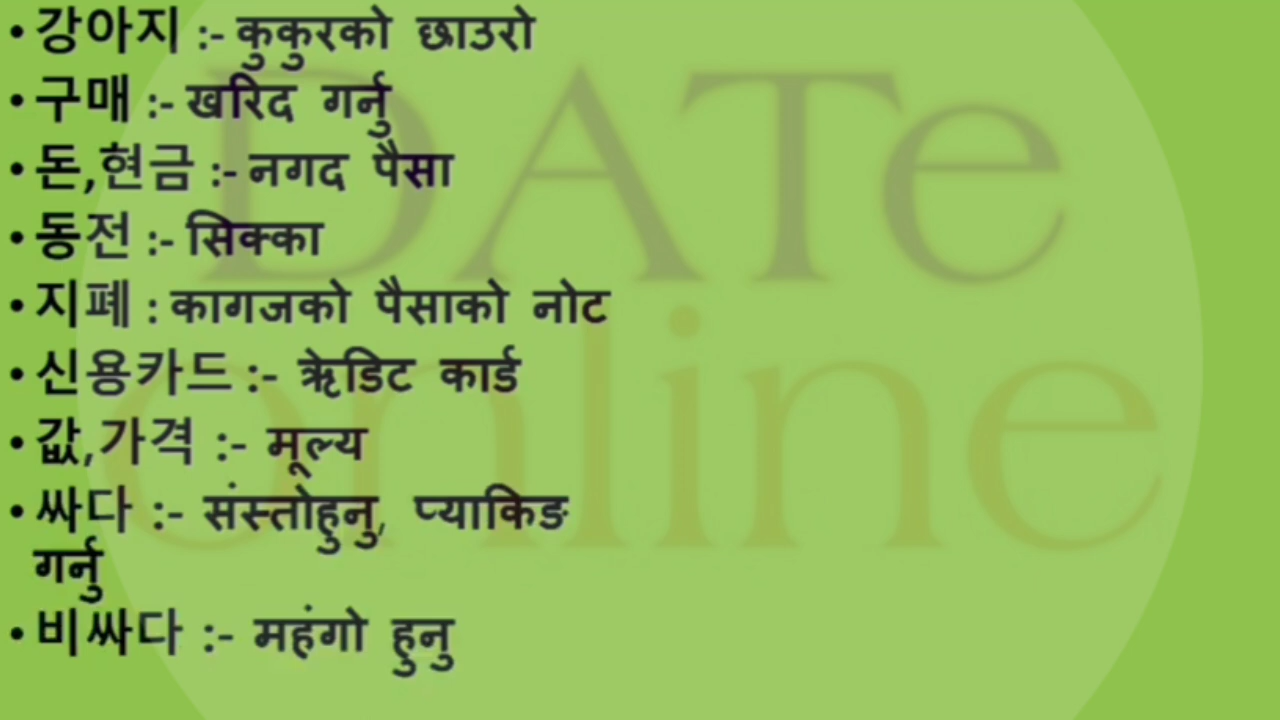 • 강아지 :- कुकुरको छाउरो
• 구매 :- खरिद गर्नु
• 돈,현금 :- नगद पैसा
• 동전 :- सिक्का
• 지폐 : कागजको पैसाको नोट
• 신용카드 :- ऋेडिट कार्ड
• 값,가격 :- मूल्य
• 싸다 :- संस्तोहुनु, प्याकिङ
गर्नु
• 비싸다 :- महंगो हुनु
DATe
online